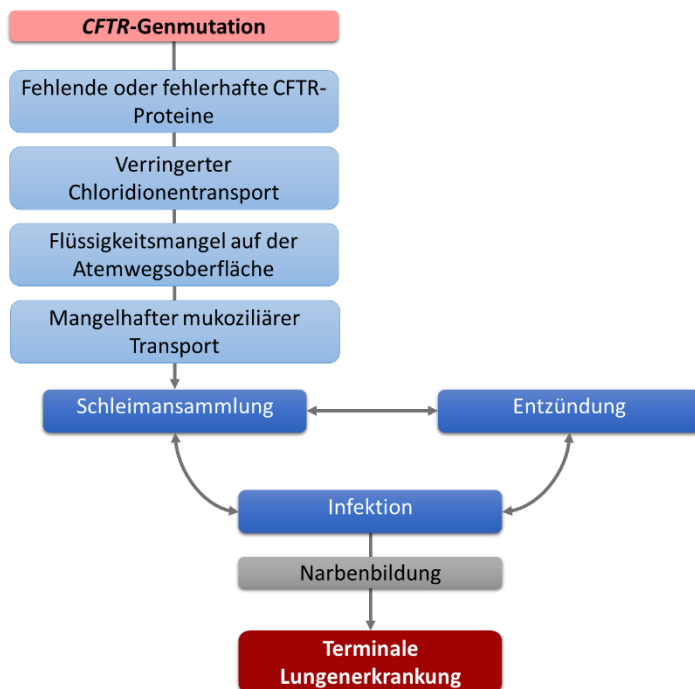 CFTR-Genmutation
Fehlende oder fehlerhafte CFTR-
Proteine
Verringerter
Chloridionentransport
Flüssigkeitsmangel auf der
Atemwegsoberfläche
Mangelhafter mukoziliärer
Transport
Schleimansammlung
Entzündung
Infektion
Narbenbildung
Terminale
Lungenerkrankung